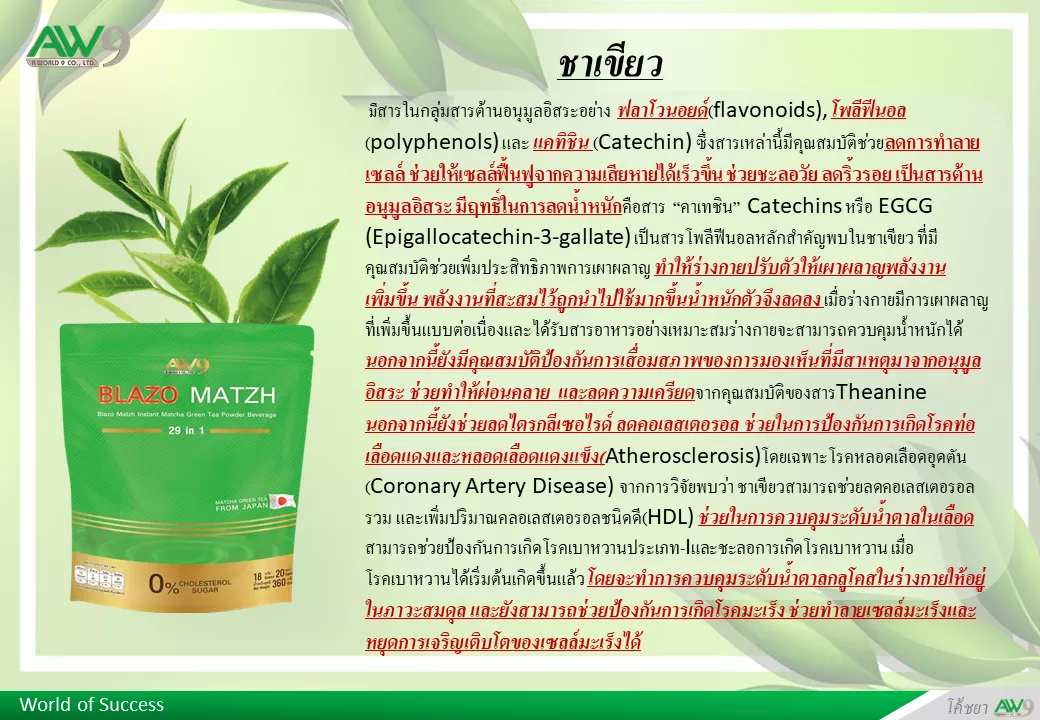 AW9
A WORLD 9 CO., LTD.
ชาเขียว
มีสารในกลุ่มสารต้านอนุมูลอิสระอย่าง ฟลาโวนอยด์(flavonoids), โพลีฟีนอล
(polyphenols) และ แคทิชิน (Catechin) ซึ่งสารเหล่านี้มีคุณสมบัติช่วยลดการทำลาย
เซลล์ ช่วยให้เซลล์ฟื้นฟูจากความเสียหายได้เร็วขึ้น ช่วยชะลอวัย ลดริ้วรอย เป็นสารต้าน
อนุมูลอิสระ มีฤทธิ์ในการลดน้ำหนักคือสาร “คาเทชิน” Catechins หรือ EGCG
(Epigallocatechin-3-gallate) เป็นสารโพลีฟีนอลหลักสำคัญพบในชาเขียว ที่มี
คุณสมบัติช่วยเพิ่มประสิทธิภาพการเผาผลาญ ทำให้ร่างกายปรับตัวให้เผาผลาญพลังงาน
เพิ่มขึ้น พลังงานที่สะสมไว้ถูกนำไปใช้มากขึ้นน้ำหนักตัวจึงลดลง เมื่อร่างกายมีการเผาผลาญ
ที่เพิ่มขึ้นแบบต่อเนื่องและได้รับสารอาหารอย่างเหมาะสมร่างกายจะสามารถควบคุมน้ำหนักได้
นอกจากนี้ยังมีคุณสมบัติป้องกันการเสื่อมสภาพของการมองเห็นที่มีสาเหตุมาจากอนุมูล
อิสระ ช่วยทำให้ผ่อนคลาย และลดความเครียดจากคุณสมบัติของสารTheanine
นอกจากนี้ยังช่วยลดไตรกลีเซอไรด์ ลดคอเลสเตอรอล ช่วยในการป้องกันการเกิดโรคท่อ
เลือดแดงและหลอดเลือดแดงแข็ง(Atherosclerosis) โดยเฉพาะ โรคหลอดเลือดอุดตัน
(Coronary Artery Disease) จากการวิจัยพบว่า ชาเขียวสามารถช่วยลดคอเลสเตอรอล
รวม และเพิ่มปริมาณคลอเลสเตอรอลชนิดดี(HDL) ช่วยในการควบคุมระดับน้ำตาลในเลือด
สามารถช่วยป้องกันการเกิดโรคเบาหวานประเภท-Iและชะลอการเกิดโรคเบาหวาน เมื่อ
โรคเบาหวานได้เริ่มต้นเกิดขึ้นแล้ว โดยจะทำการควบคุมระดับน้ำตาลกลูโคสในร่างกายให้อยู่
ในภาวะสมดุล และยังสามารถช่วยป้องกันการเกิดโรคมะเร็ง ช่วยทำลายเซลล์มะเร็งและ
หยุดการเจริญเติบโตของเซลล์มะเร็งได้
AW9
BLAZO MATZH
Blazo Matzh Instant Matcha Green Tea Powder Beverage
29 in 1
MATCHA GREEN TEA
FROM JAPAN
0% CHOLESTEROL
SUGAR
World of Success
โค้ชยา AW9